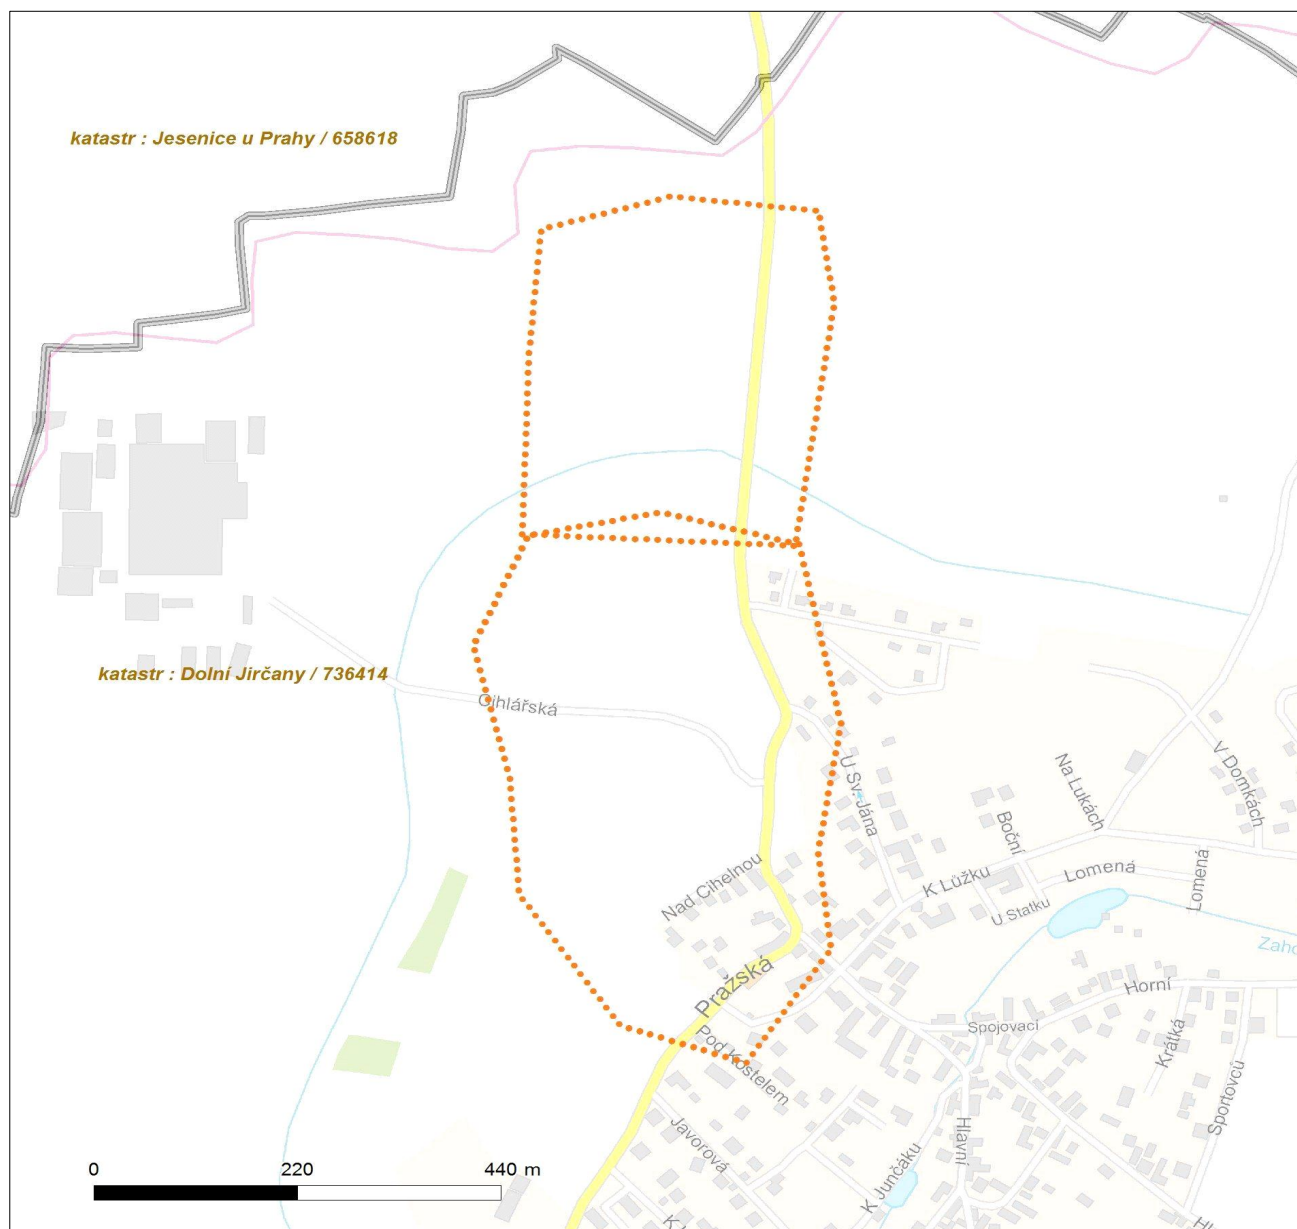 katastr : Jesenice u Prahy / 658618
katastr : Dolní Jirčany / 736414
Cihlářská
U Sv. Jána
Na Lukách
V Domkách
Boční
Nad Cihelnou
K Lůžku
Lomená
Lomená
U Statku
Pražská
Horní
Spojovací
Krátká
Pod Kostelem
Sportovců
Javorová
Hlavní
K Junčáku
0 220 440 m